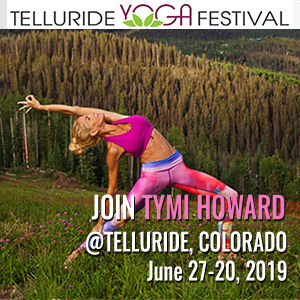 TELLURIDE YOGA FESTIVAL
JOIN TYMI HOWARD
@TELLURIDE, COLORADO
June 27-20, 2019